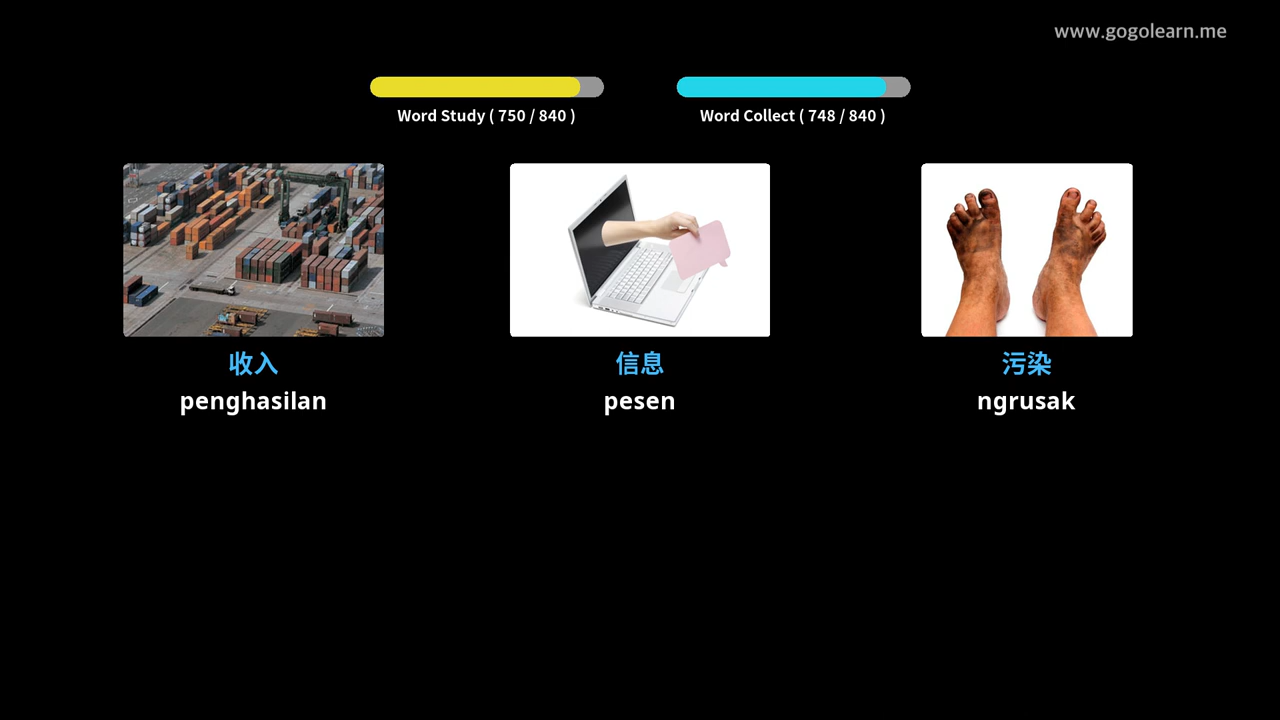 www.gogolearn.me
Word Study ( 750 / 840 )
Word Collect ( 748 / 840 )
收入
信息
污染
penghasilan
pesen
ngrusak